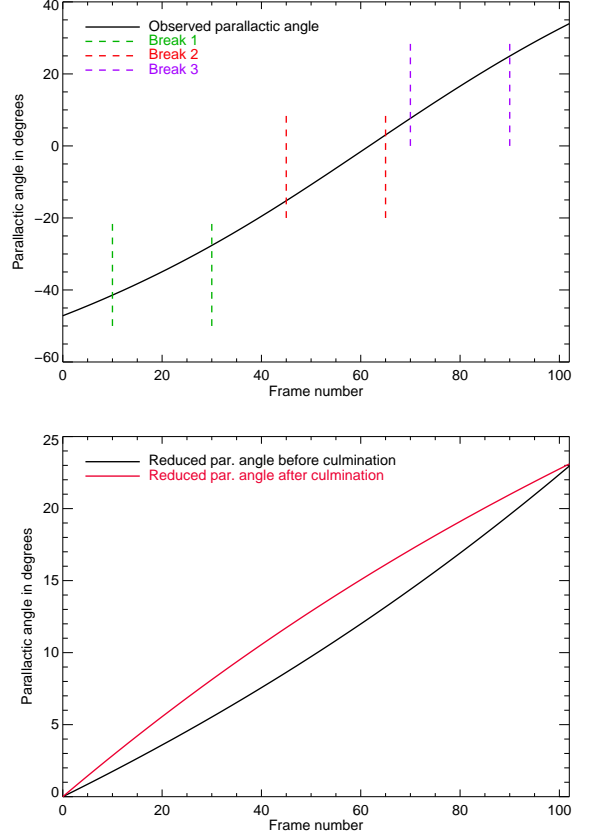 40
20
0
−20
−40
−60
Parallactic angle in degrees
Observed parallactic angle
Break 1
Break 2
Break 3
0 20 40 60 80 100
Frame number
25
20
15
10
5
0
Parallactic angle in degrees
Reduced par. angle before culmination
Reduced par. angle after culmination
0 20 40 60 80 100
Frame number